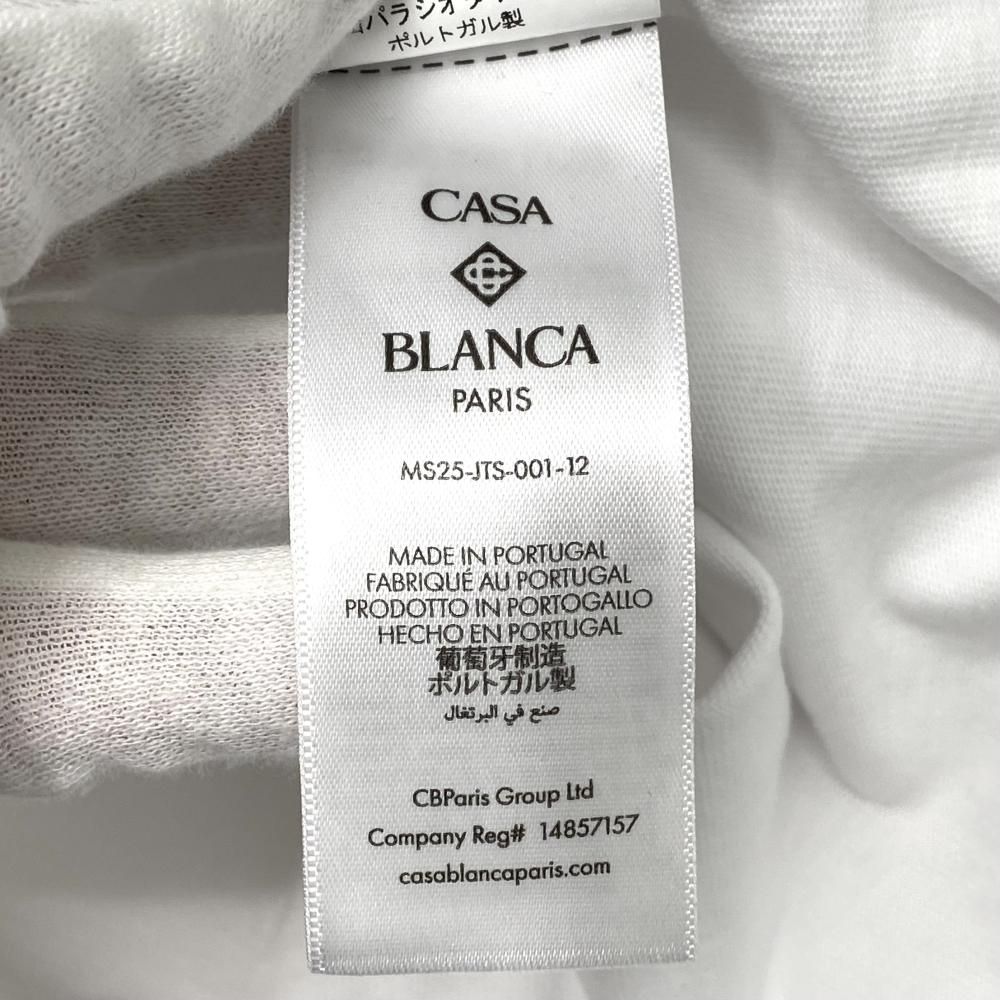 ポルトガル製
CASA
BLANCA
PARIS
MS25-JTS-001-12
MADE IN PORTUGAL
FABRIQUÉ AU PORTUGAL
PRODOTTO IN PORTOGALLO
HECHO EN PORTUGAL
葡萄牙制造
ポルトガル製
صنع في البرتغال
CBParis Group Ltd
Company Reg# 14857157
casablancaparis.com